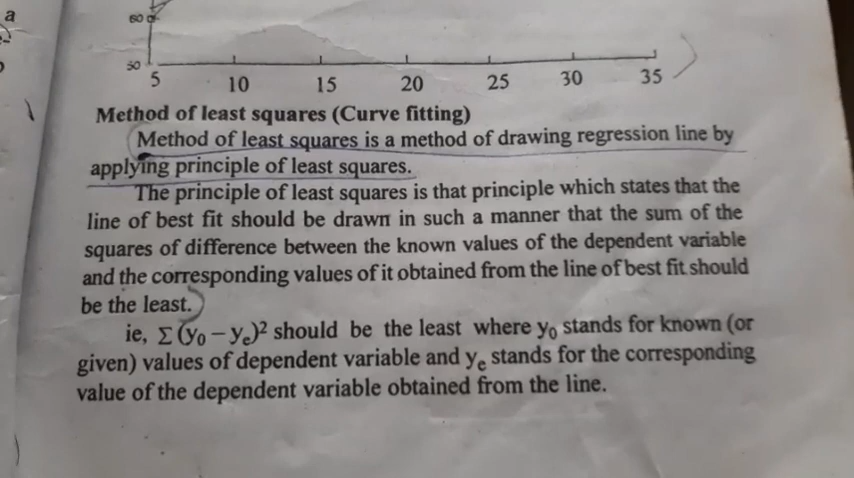 a
60
50
5 10 15 20 25 30 35
Method of least squares (Curve fitting)
Method of least squares is a method of drawing regression line by
applying principle of least squares.
The principle of least squares is that principle which states that the
line of best fit should be drawn in such a manner that the sum of the
squares of difference between the known values of the dependent variable
and the corresponding values of it obtained from the line of best fit should
be the least.
ie, Σ (y₀ – yₑ)² should be the least where y₀ stands for known (or
given) values of dependent variable and yₑ stands for the corresponding
value of the dependent variable obtained from the line.